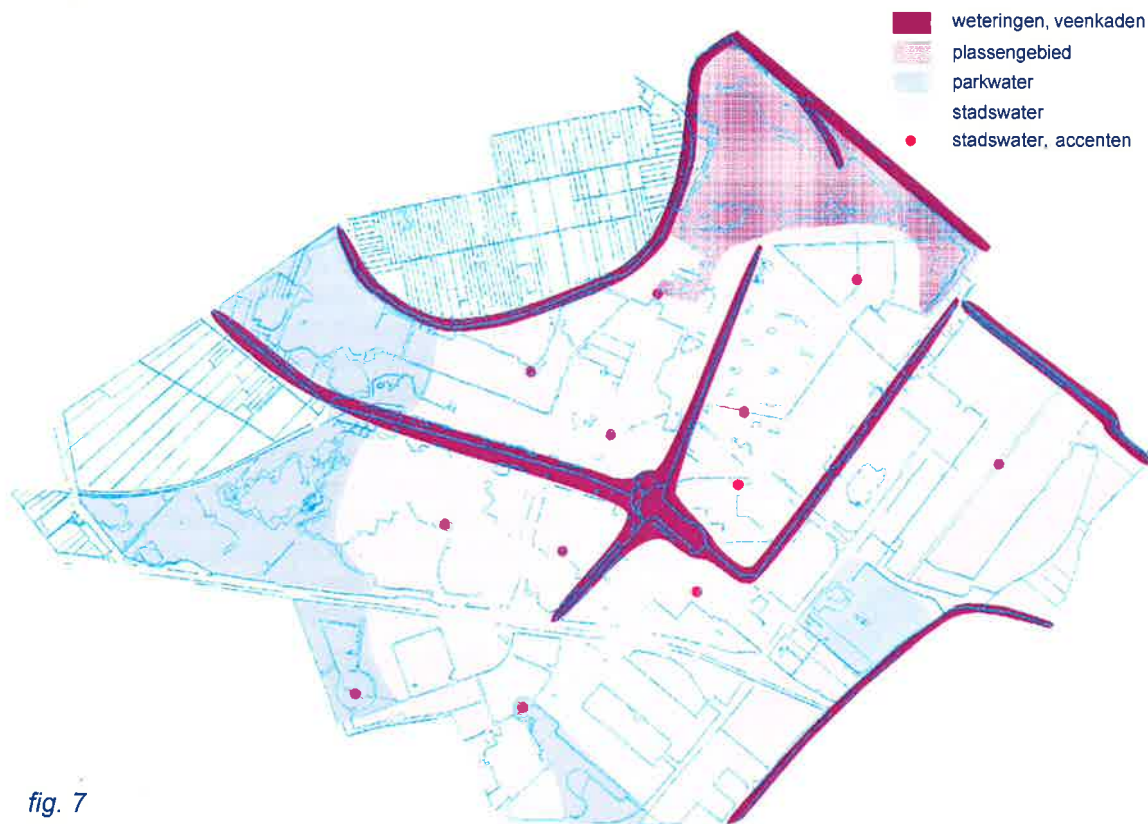 weteringen, veenkaden
plassengebied
parkwater
stadswater
stadswater, accenten
fig. 7